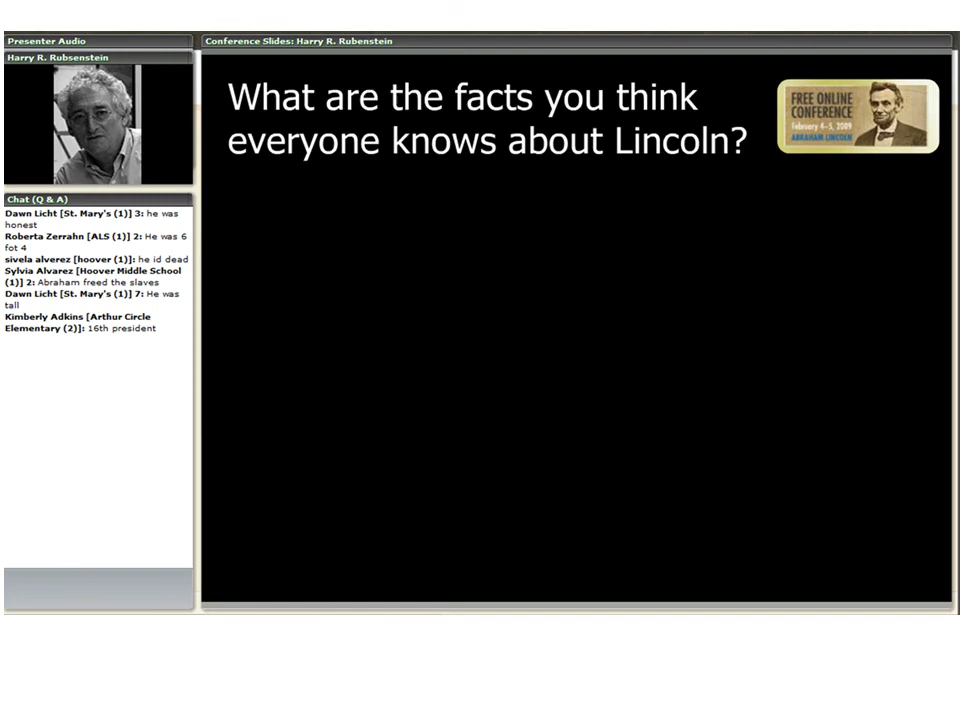 Presenter Audio
Harry R. Rubsenstein
Chat (Q & A)
Dawn Licht [St. Mary's (1)] 3: he was
honest
Roberta Zerrahn [ALS (1)] 2: He was 6
fot 4
sivela alverez [hoover (1)]: he id dead
Sylvia Alvarez [Hoover Middle School
(1)] 2: Abraham freed the slaves
Dawn Licht [St. Mary's (1)] 7: He was
tall
Kimberly Adkins [Arthur Circle
Elementary (2)]: 16th president
Conference Slides: Harry R. Rubenstein
What are the facts you think
everyone knows about Lincoln?
FREE ONLINE
CONFERENCE
February 4-5, 2009
ABRAHAM LINCOLN